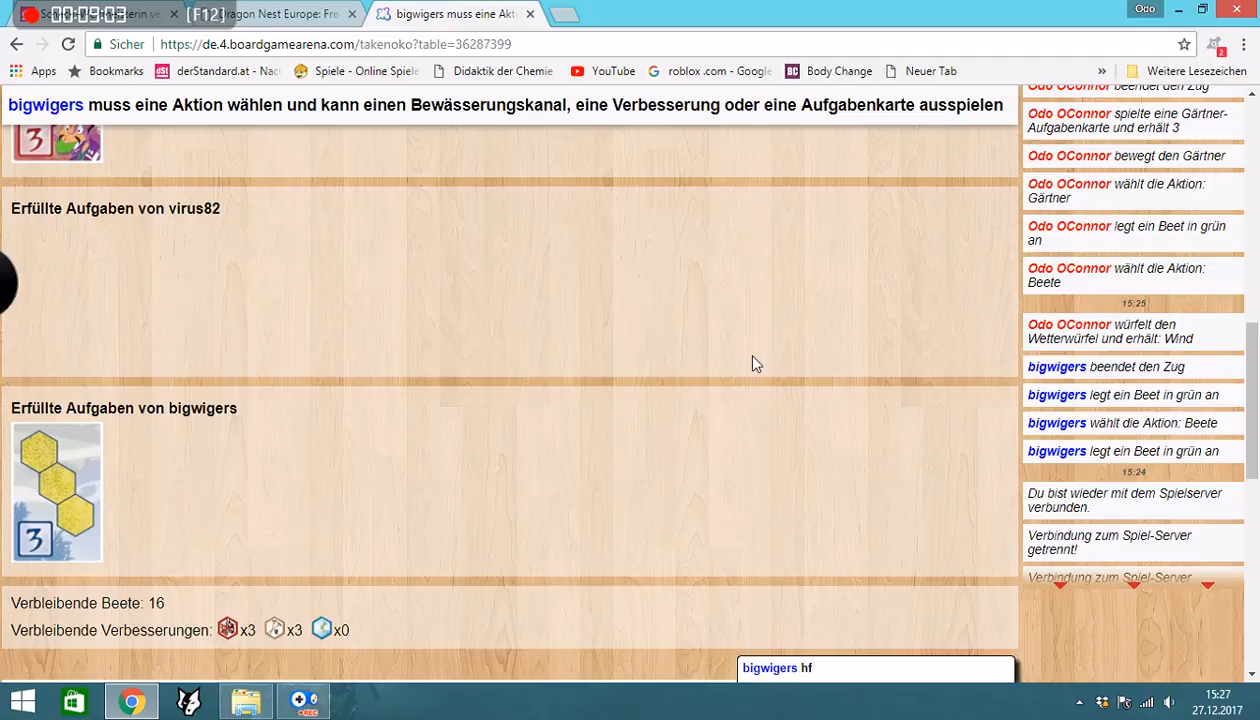 00:09:03 [F12]
Dragon Nest Europe: Fre
bigwigers muss eine Akt
Odo
Sicher https://de.4.boardgamearena.com/takenoko?table=36287399
2
Apps Bookmarks derStandard.at - Nac Spiele - Online Spiele Didaktik der Chemie YouTube roblox .com - Google Body Change Neuer Tab » Weitere Lesezeichen
bigwigers muss eine Aktion wählen und kann einen Bewässerungskanal, eine Verbesserung oder eine Aufgabenkarte ausspielen
3
Erfüllte Aufgaben von virus82
Erfüllte Aufgaben von bigwigers
3
Verbleibende Beete: 16
Verbleibende Verbesserungen: x3 x3 x0
bigwigers hf
Odo OConnor beendet den Zug
Odo OConnor spielte eine Gärtner-
Aufgabenkarte und erhält 3
Odo OConnor bewegt den Gärtner
Odo OConnor wählt die Aktion:
Gärtner
Odo OConnor legt ein Beet in grün
an
Odo OConnor wählt die Aktion:
Beete
15:25
Odo OConnor würfelt den
Wetterwürfel und erhält: Wind
bigwigers beendet den Zug
bigwigers legt ein Beet in grün an
bigwigers wählt die Aktion: Beete
bigwigers legt ein Beet in grün an
15:24
Du bist wieder mit dem Spielserver
verbunden.
Verbindung zum Spiel-Server
getrennt!
Verbindung zum Spiel-Server
REC
15:27
27.12.2017